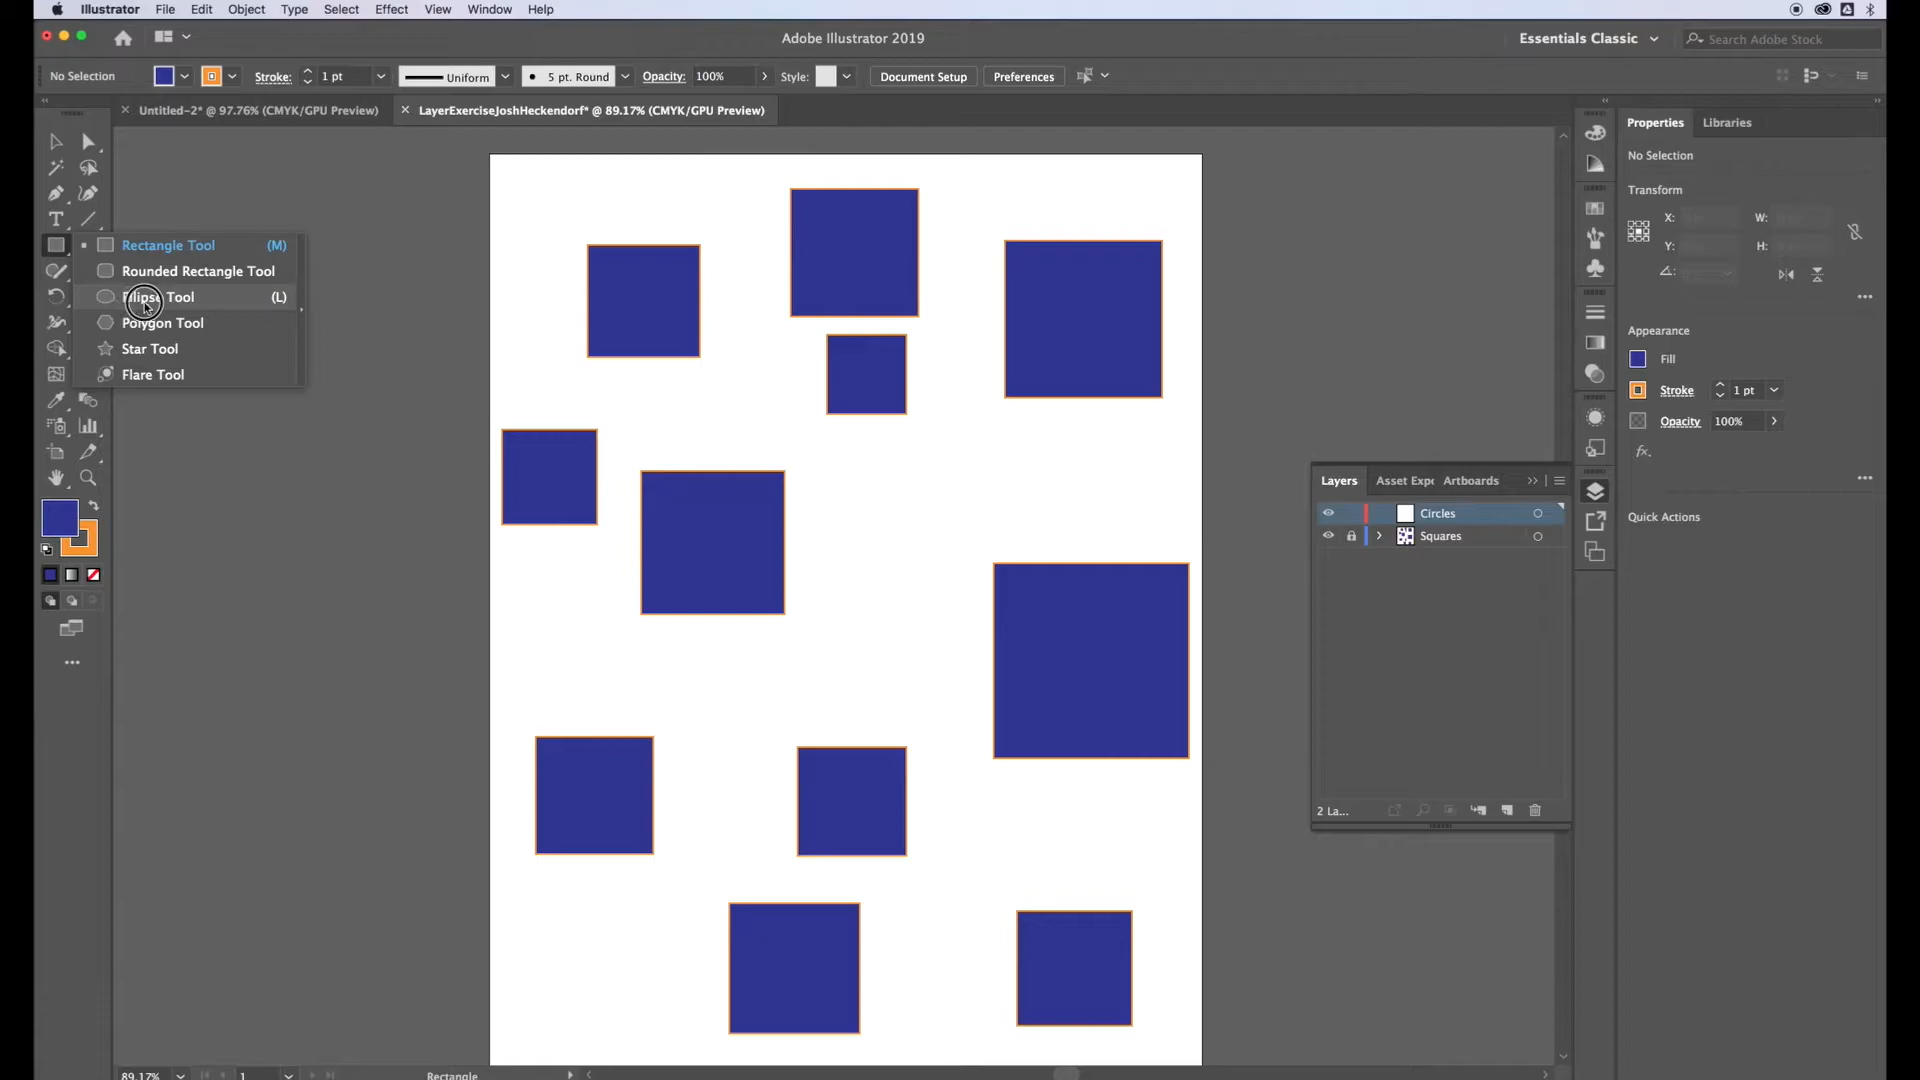 Illustrator File Edit Object Type Select Effect View Window Help
Adobe Illustrator 2019
Essentials Classic
Search Adobe Stock
No Selection
Stroke: 1 pt
Uniform
5 pt. Round
Opacity: 100%
Style:
Document Setup
Preferences
Untitled-2* @ 97.76% (CMYK/GPU Preview)
LayerExerciseJoshHeckendorf* @ 89.17% (CMYK/GPU Preview)
Rectangle Tool (M)
Rounded Rectangle Tool
Ellipse Tool (L)
Polygon Tool
Star Tool
Flare Tool
Properties Libraries
No Selection
Transform
X: W:
Y: H:
Appearance
Fill
Stroke 1 pt
Opacity 100%
fx.
Quick Actions
Layers Asset Expo Artboards
Circles
Squares
2 La...
89.17% 1 Rectangle